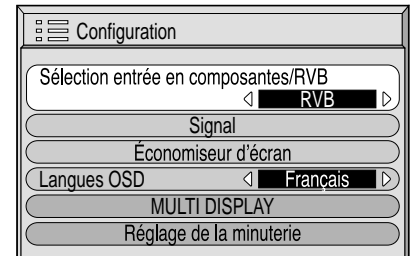 Configuration
Sélection entrée en composantes/RVB
RVB
Signal
Économiseur d'écran
Langues OSD Français
MULTI DISPLAY
Réglage de la minuterie